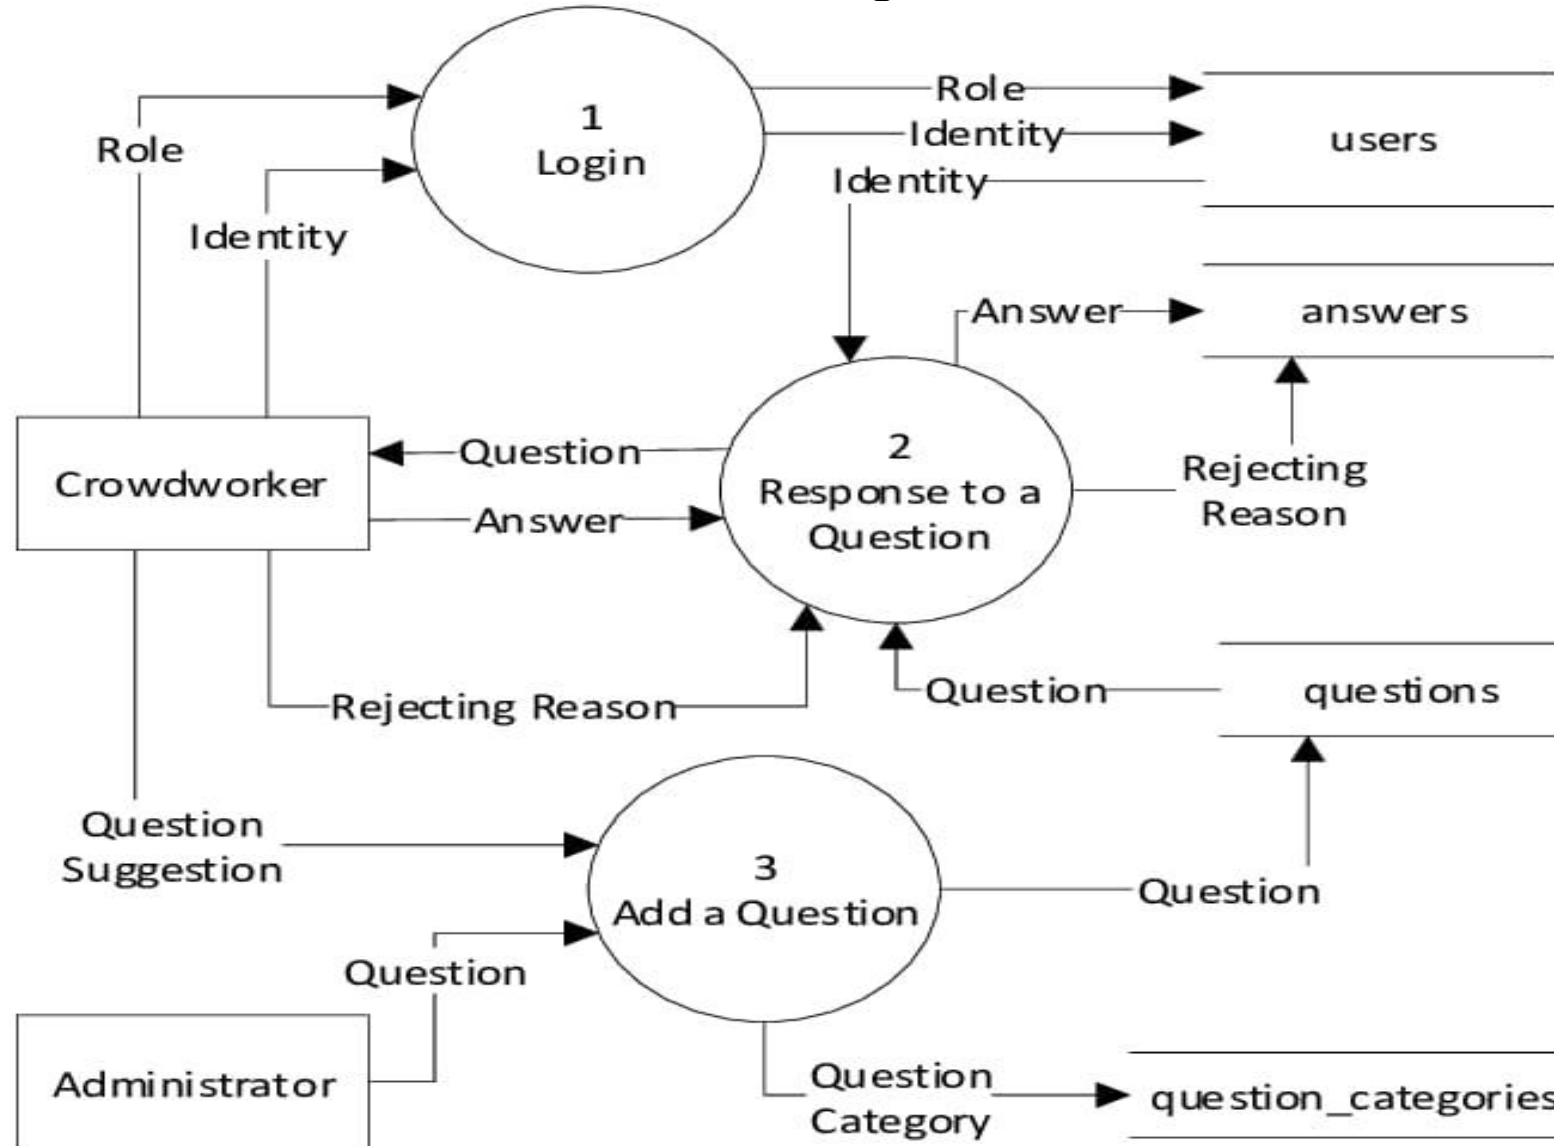 1
Login
Role
Identity
Role
Identity
Identity
users
Answer
answers
Crowdworker
Question
Answer
2
Response to a
Question
Rejecting
Reason
Rejecting Reason
Question
questions
Question
Suggestion
3
Add a Question
Question
Question
Administrator
Question
Category
question_categories